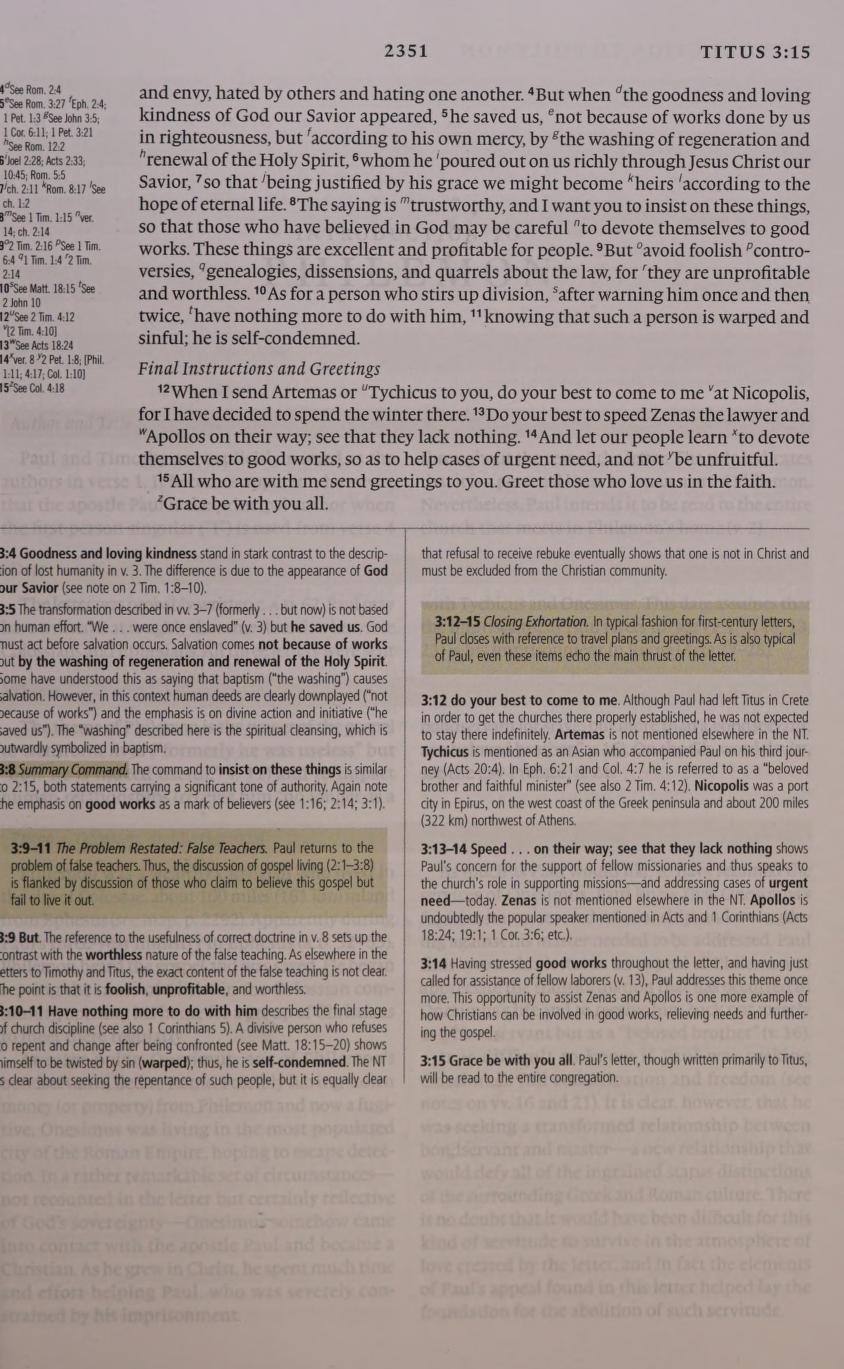 2351 TITUS 3:15
4 dSee Rom. 2:4
5 eSee Rom. 3:27 fEph. 2:4;
1 Pet. 1:3 gSee John 3:5;
1 Cor. 6:11; 1 Pet. 3:21
hSee Rom. 12:2
6 iJoel 2:28; Acts 2:33;
10:45; Rom. 5:5
7 jch. 2:11 kRom. 8:17 lSee
ch. 1:2
8 mSee 1 Tim. 1:15 nver.
14; ch. 2:14
9 o2 Tim. 2:16 pSee 1 Tim.
6:4 q1 Tim. 1:4 r2 Tim.
2:14
10 sSee Matt. 18:15 tSee
2 John 10
12 uSee 2 Tim. 4:12
v[2 Tim. 4:10]
13 wSee Acts 18:24
14 xver. 8 y2 Pet. 1:8; [Phil.
1:11; 4:17; Col. 1:10]
15 zSee Col. 4:18
and envy, hated by others and hating one another. 4 But when dthe goodness and loving
kindness of God our Savior appeared, 5 he saved us, enot because of works done by us
in righteousness, but faccording to his own mercy, by gthe washing of regeneration and
hrenewal of the Holy Spirit, 6 whom he ipoured out on us richly through Jesus Christ our
Savior, 7 so that jbeing justified by his grace we might become kheirs laccording to the
hope of eternal life. 8 The saying is mtrustworthy, and I want you to insist on these things,
so that those who have believed in God may be careful nto devote themselves to good
works. These things are excellent and profitable for people. 9 But oavoid foolish pcontro-
versies, qgenealogies, dissensions, and quarrels about the law, for rthey are unprofitable
and worthless. 10 As for a person who stirs up division, safter warning him once and then
twice, thave nothing more to do with him, 11 knowing that such a person is warped and
sinful; he is self-condemned.
Final Instructions and Greetings
12 When I send Artemas or uTychicus to you, do your best to come to me vat Nicopolis,
for I have decided to spend the winter there. 13 Do your best to speed Zenas the lawyer and
wApollos on their way; see that they lack nothing. 14 And let our people learn xto devote
themselves to good works, so as to help cases of urgent need, and not ybe unfruitful.
15 All who are with me send greetings to you. Greet those who love us in the faith.
zGrace be with you all.
3:4 Goodness and loving kindness stand in stark contrast to the descrip-
tion of lost humanity in v. 3. The difference is due to the appearance of God
our Savior (see note on 2 Tim. 1:8–10).
3:5 The transformation described in vv. 3–7 (formerly . . . but now) is not based
on human effort. "We . . . were once enslaved" (v. 3) but he saved us. God
must act before salvation occurs. Salvation comes not because of works
but by the washing of regeneration and renewal of the Holy Spirit.
Some have understood this as saying that baptism ("the washing") causes
salvation. However, in this context human deeds are clearly downplayed ("not
because of works") and the emphasis is on divine action and initiative ("he
saved us"). The "washing" described here is the spiritual cleansing, which is
outwardly symbolized in baptism.
3:8 Summary Command. The command to insist on these things is similar
to 2:15, both statements carrying a significant tone of authority. Again note
the emphasis on good works as a mark of believers (see 1:16; 2:14; 3:1).
3:9–11 The Problem Restated: False Teachers. Paul returns to the
problem of false teachers. Thus, the discussion of gospel living (2:1–3:8)
is flanked by discussion of those who claim to believe this gospel but
fail to live it out.
3:9 But. The reference to the usefulness of correct doctrine in v. 8 sets up the
contrast with the worthless nature of the false teaching. As elsewhere in the
letters to Timothy and Titus, the exact content of the false teaching is not clear.
The point is that it is foolish, unprofitable, and worthless.
3:10–11 Have nothing more to do with him describes the final stage
of church discipline (see also 1 Corinthians 5). A divisive person who refuses
to repent and change after being confronted (see Matt. 18:15–20) shows
himself to be twisted by sin (warped); thus, he is self-condemned. The NT
is clear about seeking the repentance of such people, but it is equally clear
that refusal to receive rebuke eventually shows that one is not in Christ and
must be excluded from the Christian community.
3:12–15 Closing Exhortation. In typical fashion for first-century letters,
Paul closes with reference to travel plans and greetings. As is also typical
of Paul, even these items echo the main thrust of the letter.
3:12 do your best to come to me. Although Paul had left Titus in Crete
in order to get the churches there properly established, he was not expected
to stay there indefinitely. Artemas is not mentioned elsewhere in the NT.
Tychicus is mentioned as an Asian who accompanied Paul on his third jour-
ney (Acts 20:4). In Eph. 6:21 and Col. 4:7 he is referred to as a "beloved
brother and faithful minister" (see also 2 Tim. 4:12). Nicopolis was a port
city in Epirus, on the west coast of the Greek peninsula and about 200 miles
(322 km) northwest of Athens.
3:13–14 Speed . . . on their way; see that they lack nothing shows
Paul's concern for the support of fellow missionaries and thus speaks to
the church's role in supporting missions—and addressing cases of urgent
need—today. Zenas is not mentioned elsewhere in the NT. Apollos is
undoubtedly the popular speaker mentioned in Acts and 1 Corinthians (Acts
18:24; 19:1; 1 Cor. 3:6; etc.).
3:14 Having stressed good works throughout the letter, and having just
called for assistance of fellow laborers (v. 13), Paul addresses this theme once
more. This opportunity to assist Zenas and Apollos is one more example of
how Christians can be involved in good works, relieving needs and further-
ing the gospel.
3:15 Grace be with you all. Paul's letter, though written primarily to Titus,
will be read to the entire congregation.